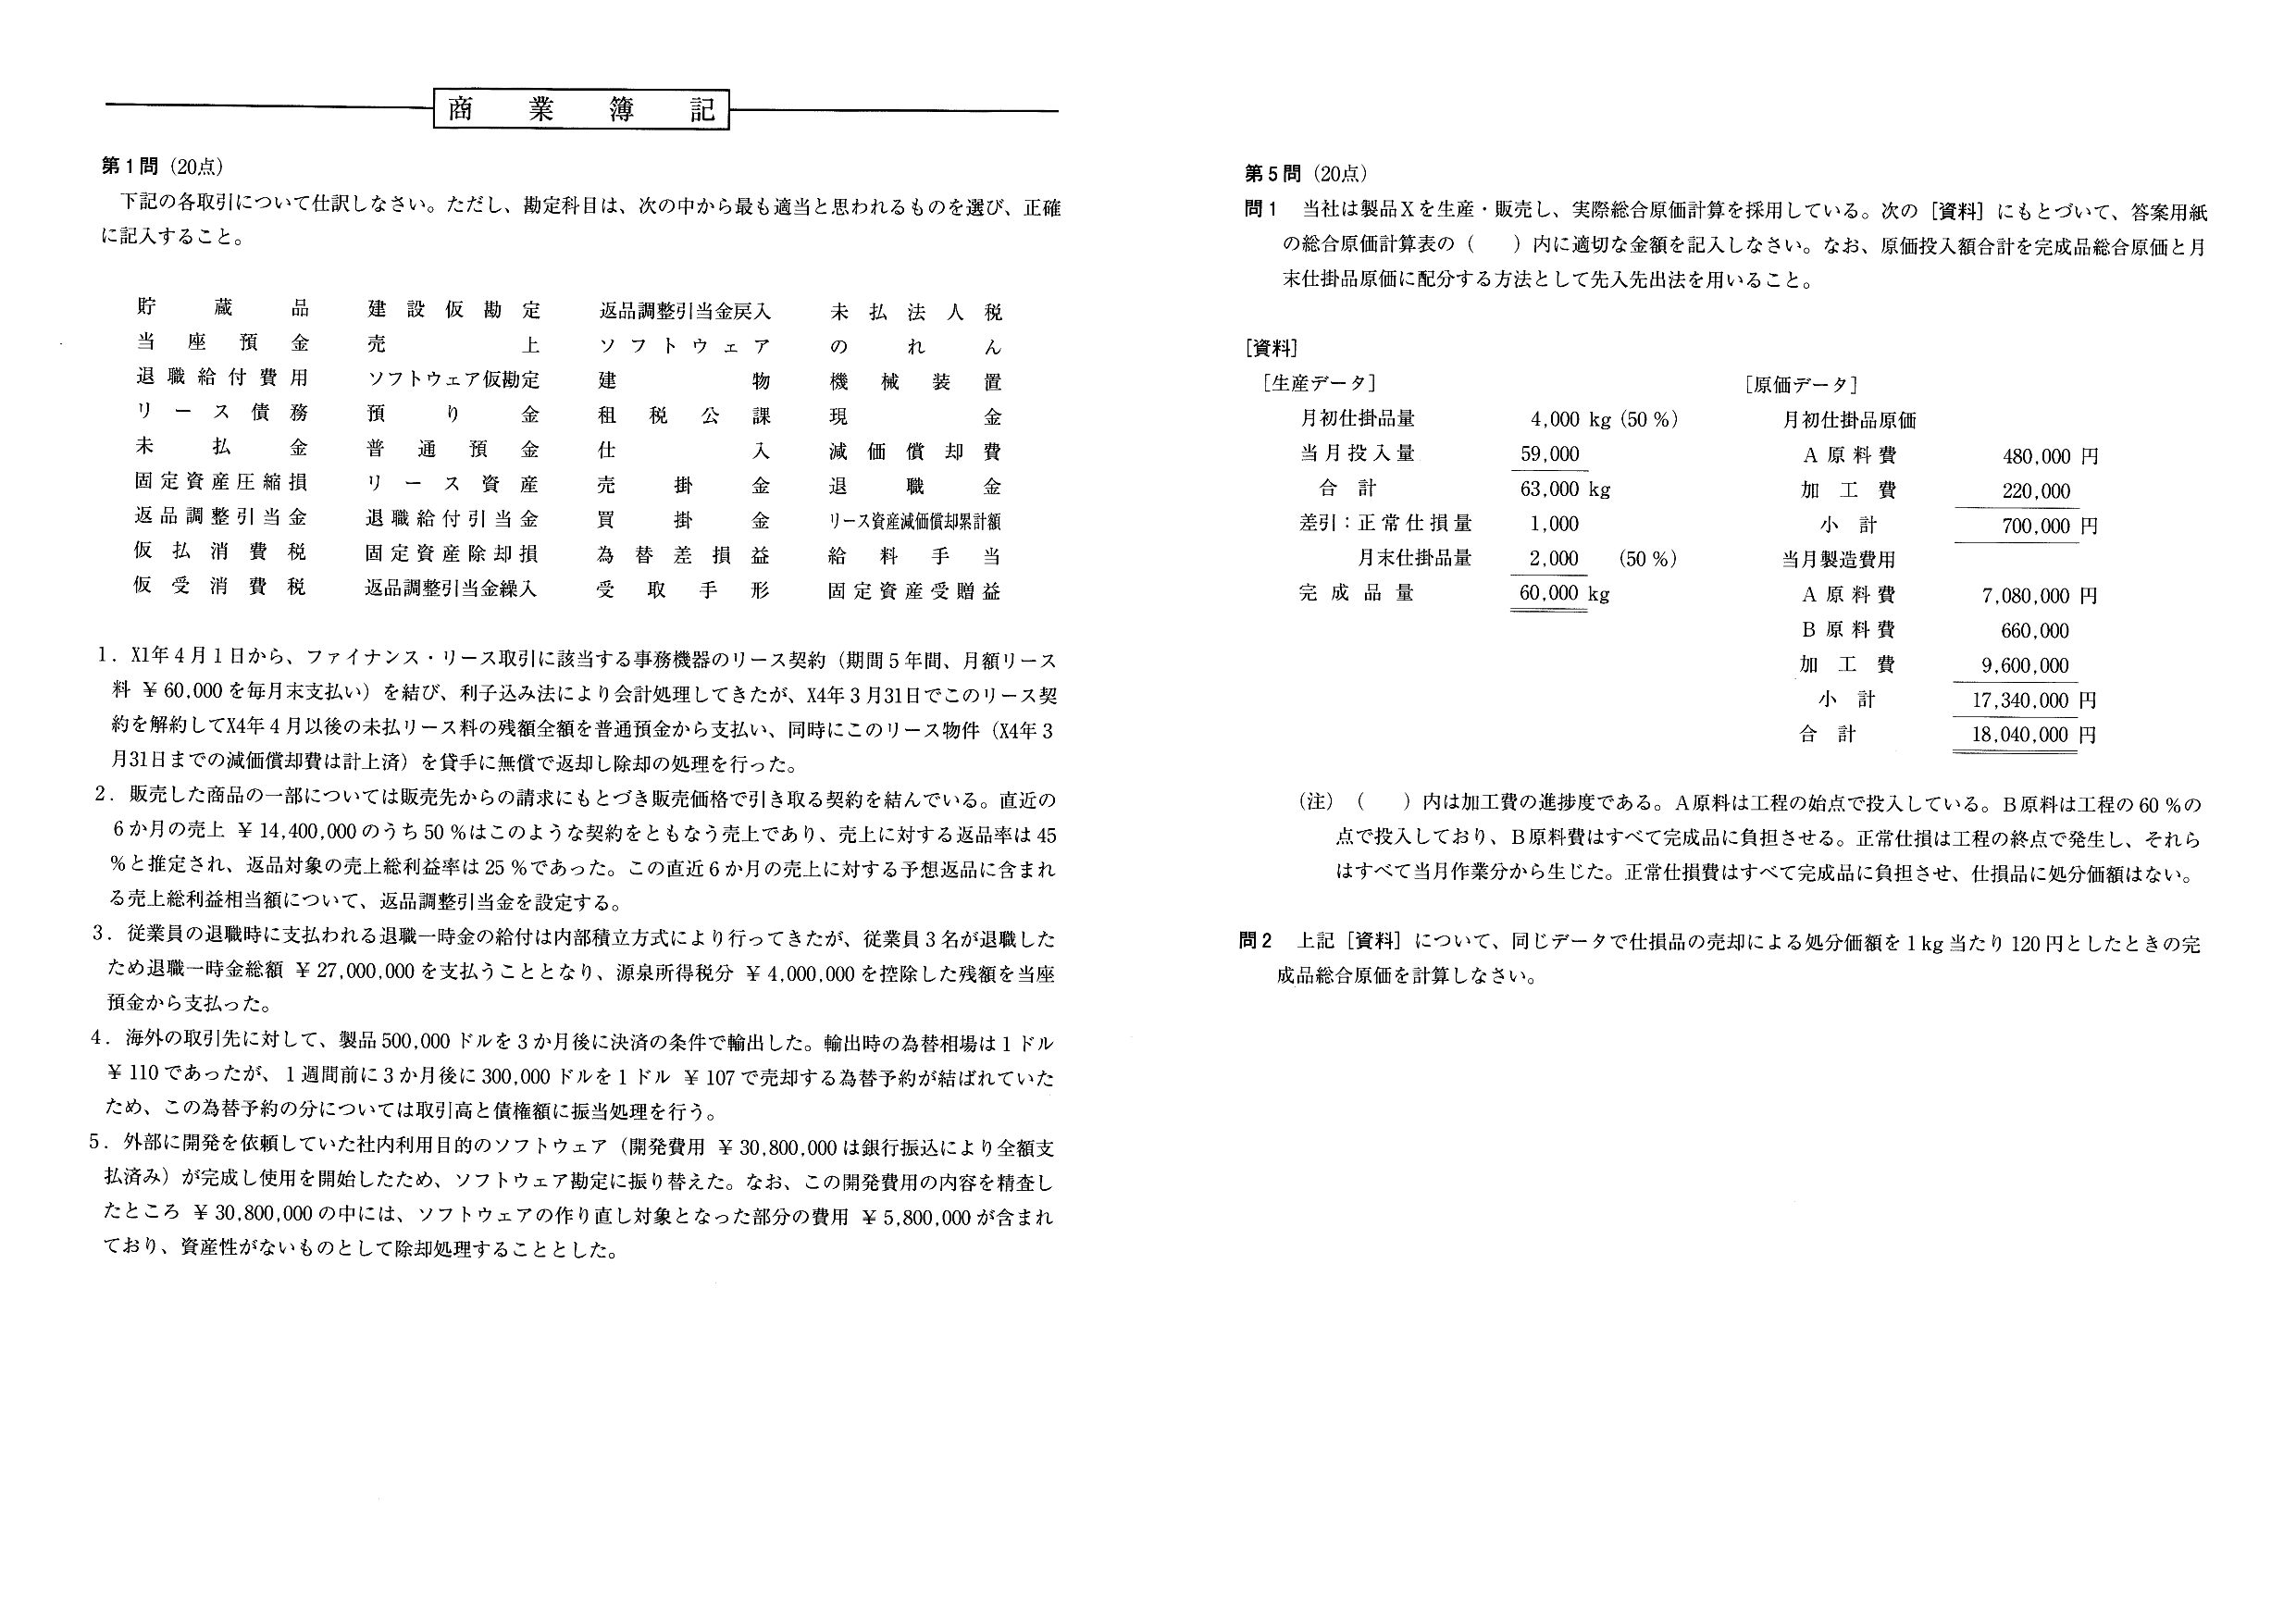 商業簿記
第1問（20点）
下記の各取引について仕訳しなさい。ただし、勘定科目は、次の中から最も適当と思われるものを選び、正確
に記入すること。
貯蔵品 建設仮勘定 返品調整引当金戻入 未払法人税
当座預金 売上 ソフトウェア のれん
退職給付費用 ソフトウェア仮勘定 建物 機械装置
リース債務 預り金 租税公課 現金
未払金 普通預金 仕入 減価償却費
固定資産圧縮損 リース資産 売掛金 退職金
返品調整引当金 退職給付引当金 買掛金 リース資産減価償却累計額
仮払消費税 固定資産除却損 為替差損益 給料手当
仮受消費税 返品調整引当金繰入 受取手形 固定資産受贈益
1．X1年4月1日から、ファイナンス・リース取引に該当する事務機器のリース契約（期間5年間、月額リース
料 ￥60,000を毎月末支払い）を結び、利子込み法により会計処理してきたが、X4年3月31日でこのリース契
約を解約してX4年4月以後の未払リース料の残額全額を普通預金から支払い、同時にこのリース物件（X4年3
月31日までの減価償却費は計上済）を貸手に無償で返却し除却の処理を行った。
2．販売した商品の一部については販売先からの請求にもとづき販売価格で引き取る契約を結んでいる。直近の
6か月の売上 ￥14,400,000のうち50％はこのような契約をともなう売上であり、売上に対する返品率は45
％と推定され、返品対象の売上総利益率は25％であった。この直近6か月の売上に対する予想返品に含まれ
る売上総利益相当額について、返品調整引当金を設定する。
3．従業員の退職時に支払われる退職一時金の給付は内部積立方式により行ってきたが、従業員3名が退職した
ため退職一時金総額 ￥27,000,000を支払うこととなり、源泉所得税分 ￥4,000,000を控除した残額を当座
預金から支払った。
4．海外の取引先に対して、製品500,000ドルを3か月後に決済の条件で輸出した。輸出時の為替相場は1ドル
￥110であったが、1週間前に3か月後に300,000ドルを1ドル ￥107で売却する為替予約が結ばれていた
ため、この為替予約の分については取引高と債権額に振当処理を行う。
5．外部に開発を依頼していた社内利用目的のソフトウェア（開発費用 ￥30,800,000は銀行振込により全額支
払済み）が完成し使用を開始したため、ソフトウェア勘定に振り替えた。なお、この開発費用の内容を精査し
たところ ￥30,800,000の中には、ソフトウェアの作り直し対象となった部分の費用 ￥5,800,000が含まれ
ており、資産性がないものとして除却処理することとした。
第5問（20点）
問1 当社は製品Xを生産・販売し、実際総合原価計算を採用している。次の［資料］にもとづいて、答案用紙
の総合原価計算表の（　）内に適切な金額を記入しなさい。なお、原価投入額合計を完成品総合原価と月
末仕掛品原価に配分する方法として先入先出法を用いること。
［資料］
［生産データ］
月初仕掛品量 4,000 kg（50％）
当月投入量 59,000
合計 63,000 kg
差引：正常仕損量 1,000
月末仕掛品量 2,000 （50％）
完成品量 60,000 kg
［原価データ］
月初仕掛品原価
A原料費 480,000 円
加工費 220,000
小計 700,000 円
当月製造費用
A原料費 7,080,000 円
B原料費 660,000
加工費 9,600,000
小計 17,340,000 円
合計 18,040,000 円
（注）（　）内は加工費の進捗度である。A原料は工程の始点で投入している。B原料は工程の60％の
点で投入しており、B原料費はすべて完成品に負担させる。正常仕損は工程の終点で発生し、それら
はすべて当月作業分から生じた。正常仕損費はすべて完成品に負担させ、仕損品に処分価額はない。
問2 上記［資料］について、同じデータで仕損品の売却による処分価額を1kg当たり120円としたときの完
成品総合原価を計算しなさい。